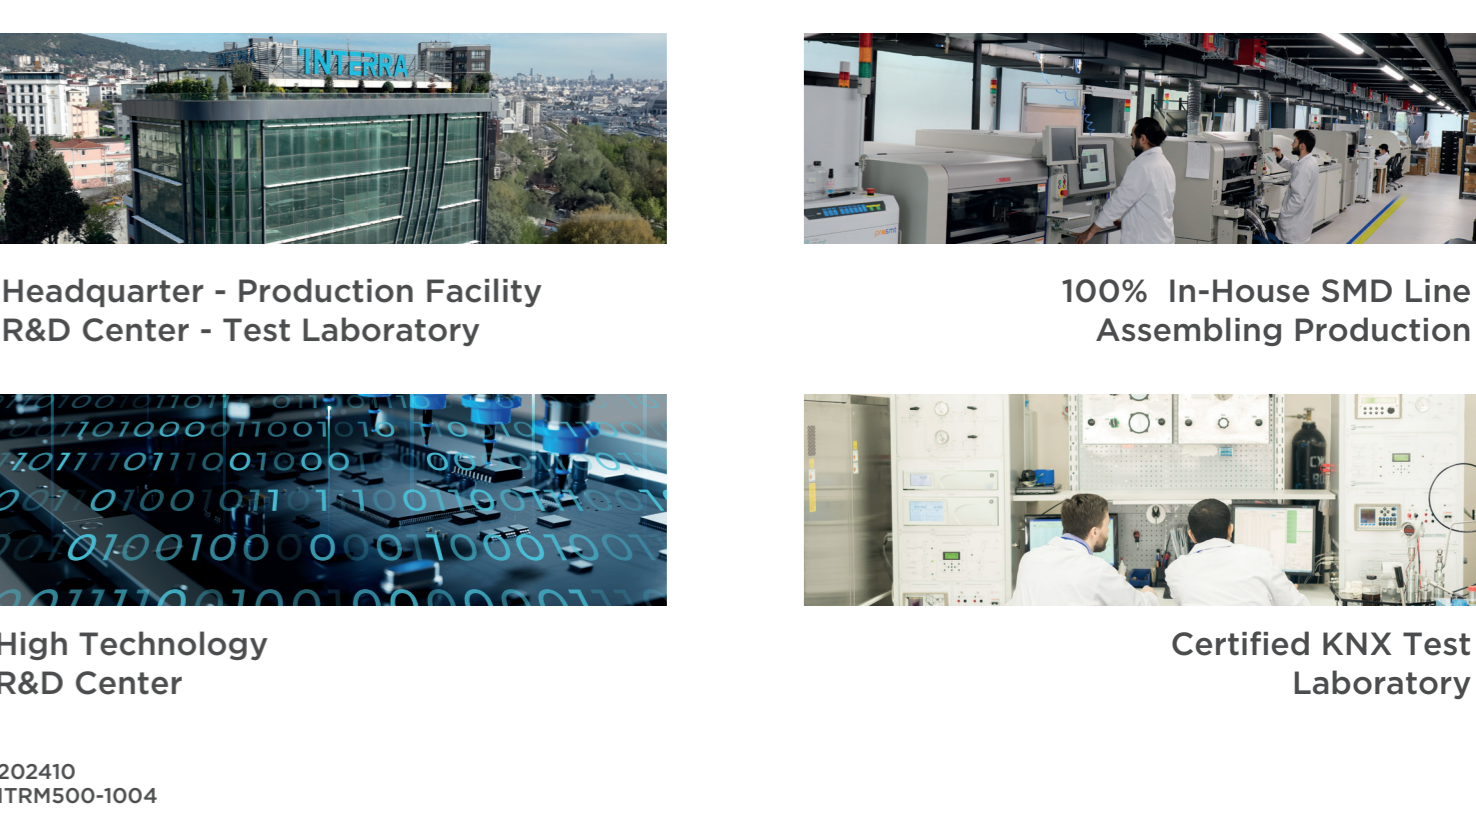 INTERRA
Headquarter - Production Facility
R&D Center - Test Laboratory
100% In-House SMD Line
Assembling Production
High Technology
R&D Center
Certified KNX Test
Laboratory
202410
ITRM500-1004